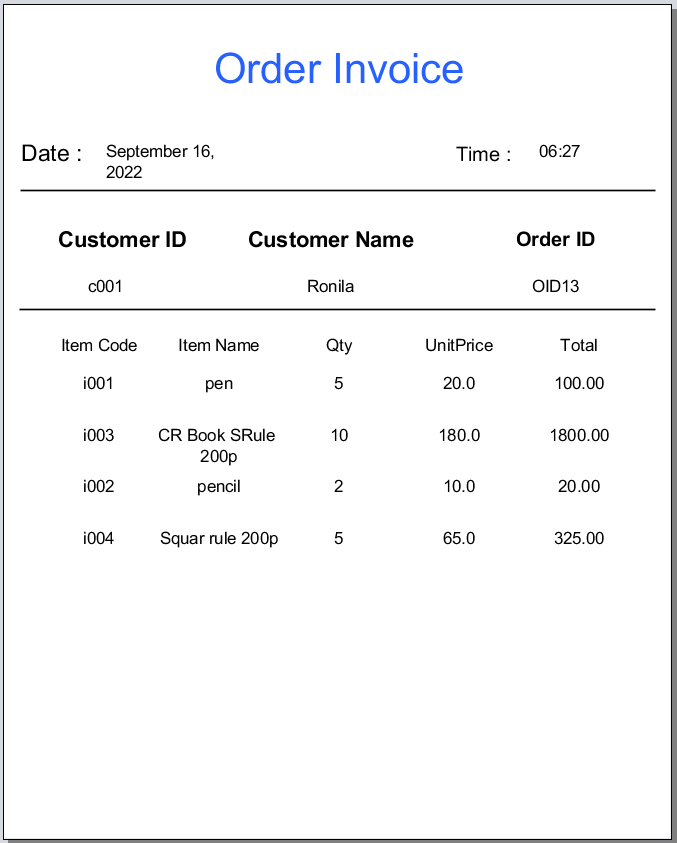 Order Invoice
Date : September 16, 2022 Time : 06:27
Customer ID Customer Name Order ID
c001 Ronila OID13
Item Code Item Name Qty UnitPrice Total
i001 pen 5 20.0 100.00
i003 CR Book SRule 200p 10 180.0 1800.00
i002 pencil 2 10.0 20.00
i004 Squar rule 200p 5 65.0 325.00